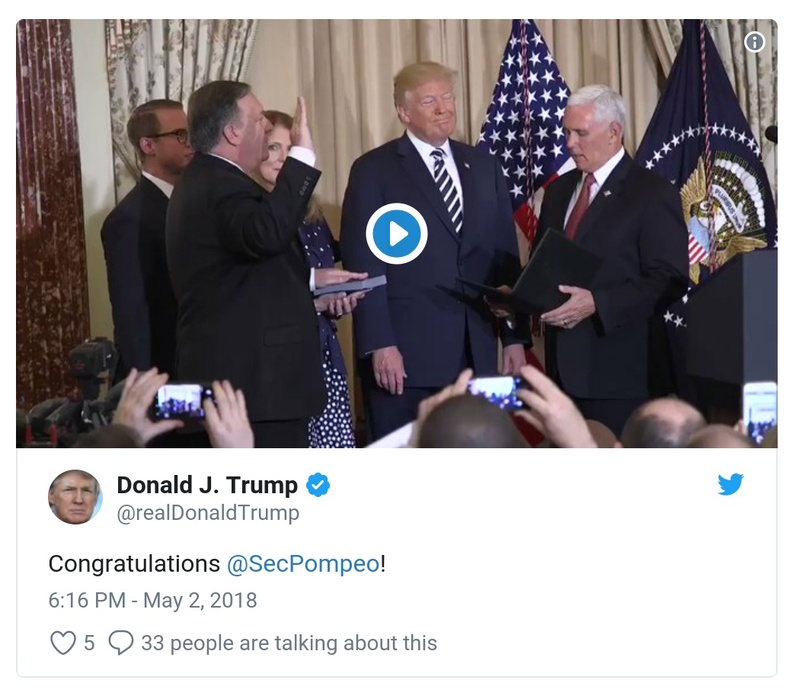 Donald J. Trump
@realDonaldTrump
Congratulations @SecPompeo!
6:16 PM - May 2, 2018
5 33 people are talking about this